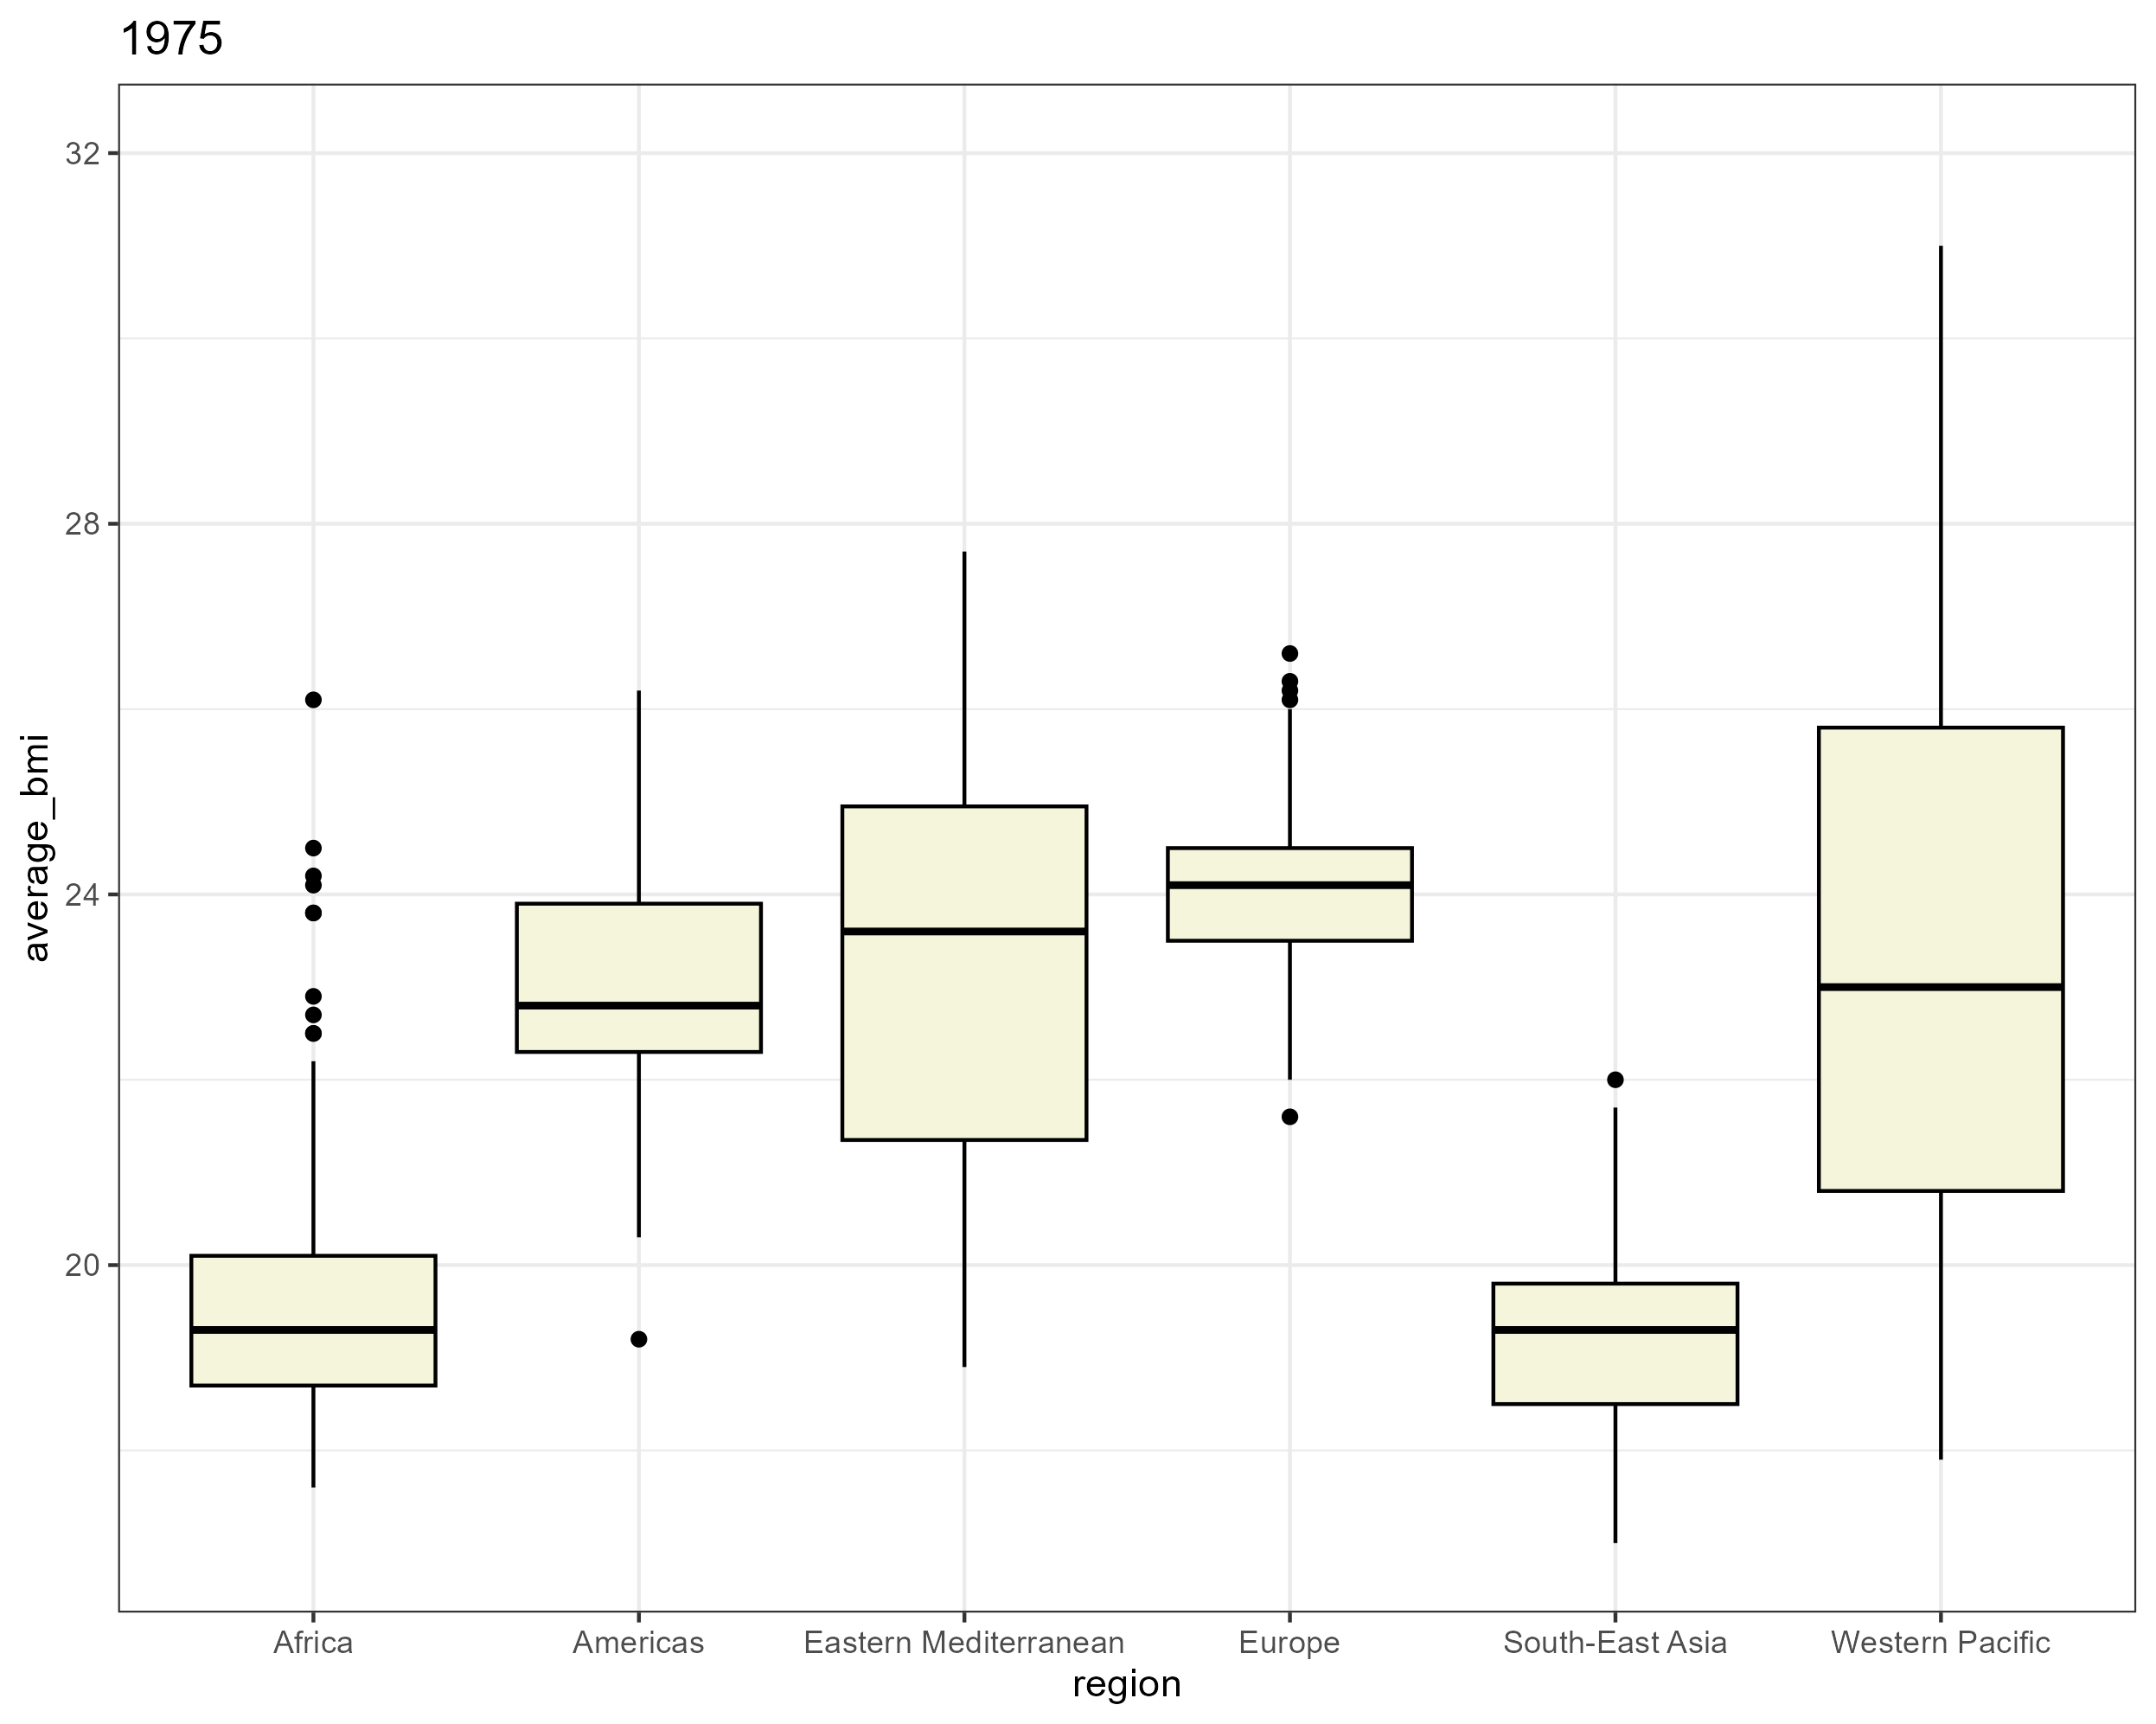 1975
average_bmi
32
28
24
20
Africa
Americas
Eastern Mediterranean
Europe
South-East Asia
Western Pacific
region